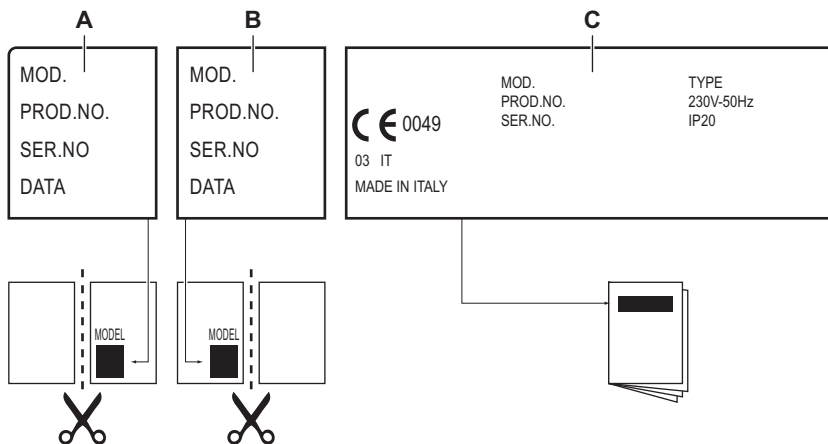 A
B
C
MOD.
PROD.NO.
SER.NO
DATA
MOD.
PROD.NO.
SER.NO
DATA
CE 0049
03 IT
MADE IN ITALY
MOD.
PROD.NO.
SER.NO.
TYPE
230V-50Hz
IP20
MODEL
MODEL